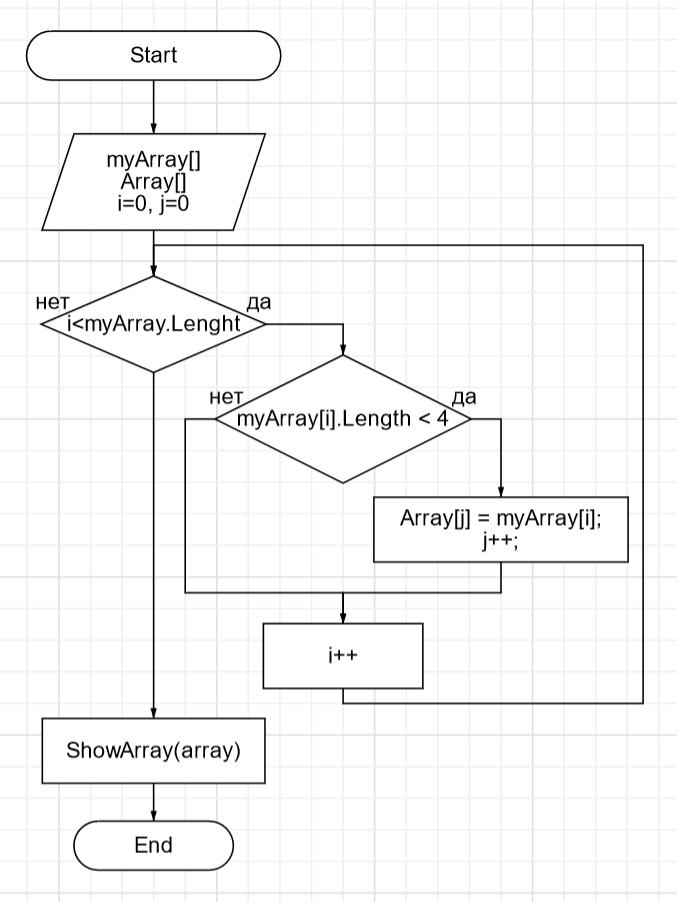 Start
myArray[]
Array[]
i=0, j=0
нет
да
i<myArray.Lenght
нет
да
myArray[i].Length < 4
Array[j] = myArray[i];
j++;
i++
ShowArray(array)
End